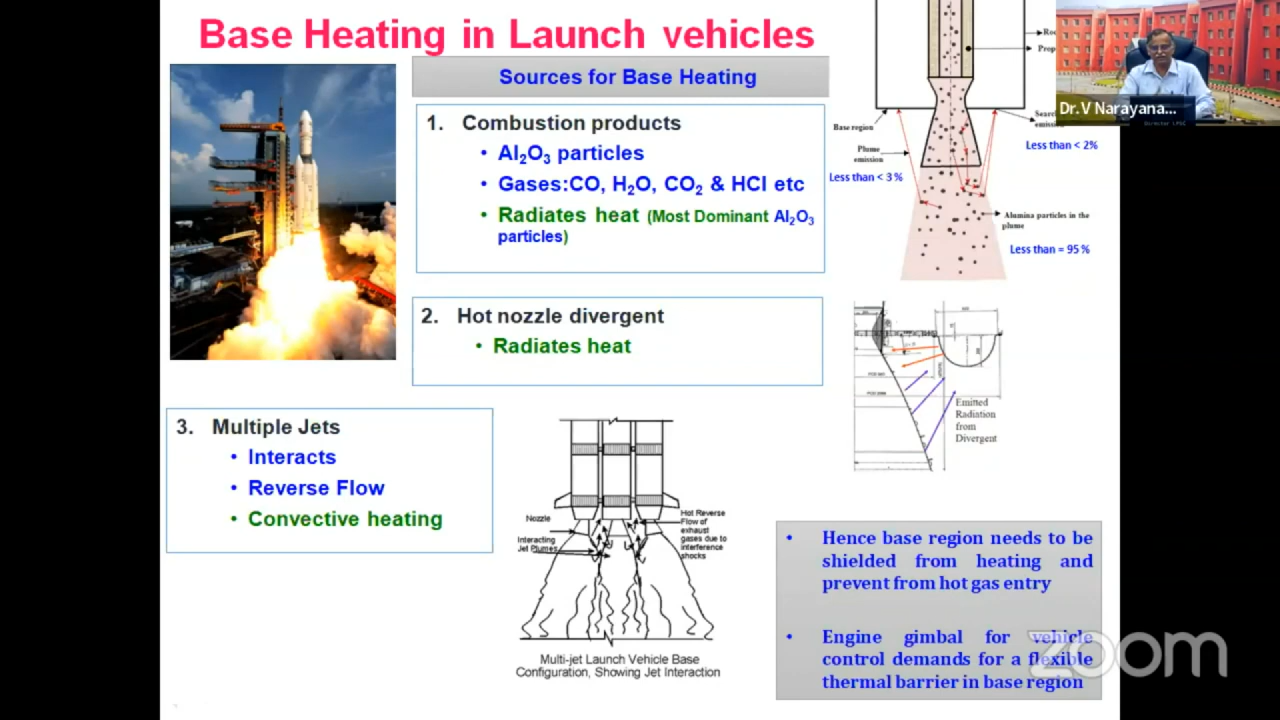 Base Heating in Launch vehicles
Sources for Base Heating
1. Combustion products
• Al₂O₃ particles
• Gases:CO, H₂O, CO₂ & HCl etc
• Radiates heat (Most Dominant Al₂O₃
particles)
2. Hot nozzle divergent
• Radiates heat
3. Multiple Jets
• Interacts
• Reverse Flow
• Convective heating
Base region
Plume
emission
Less than < 3 %
Less than < 2%
Alumina particles in the
plume
Less than = 95 %
Dr.V Narayana...
Emitted
Radiation
from
Divergent
Nozzle
Interacting
Jet Plumes
Hot Reverse
Flow of
exhaust
gases due to
interference
shocks
Multi-jet Launch Vehicle Base
Configuration, Showing Jet Interaction
• Hence base region needs to be
shielded from heating and
prevent from hot gas entry
• Engine gimbal for vehicle
control demands for a flexible
thermal barrier in base region
zoom